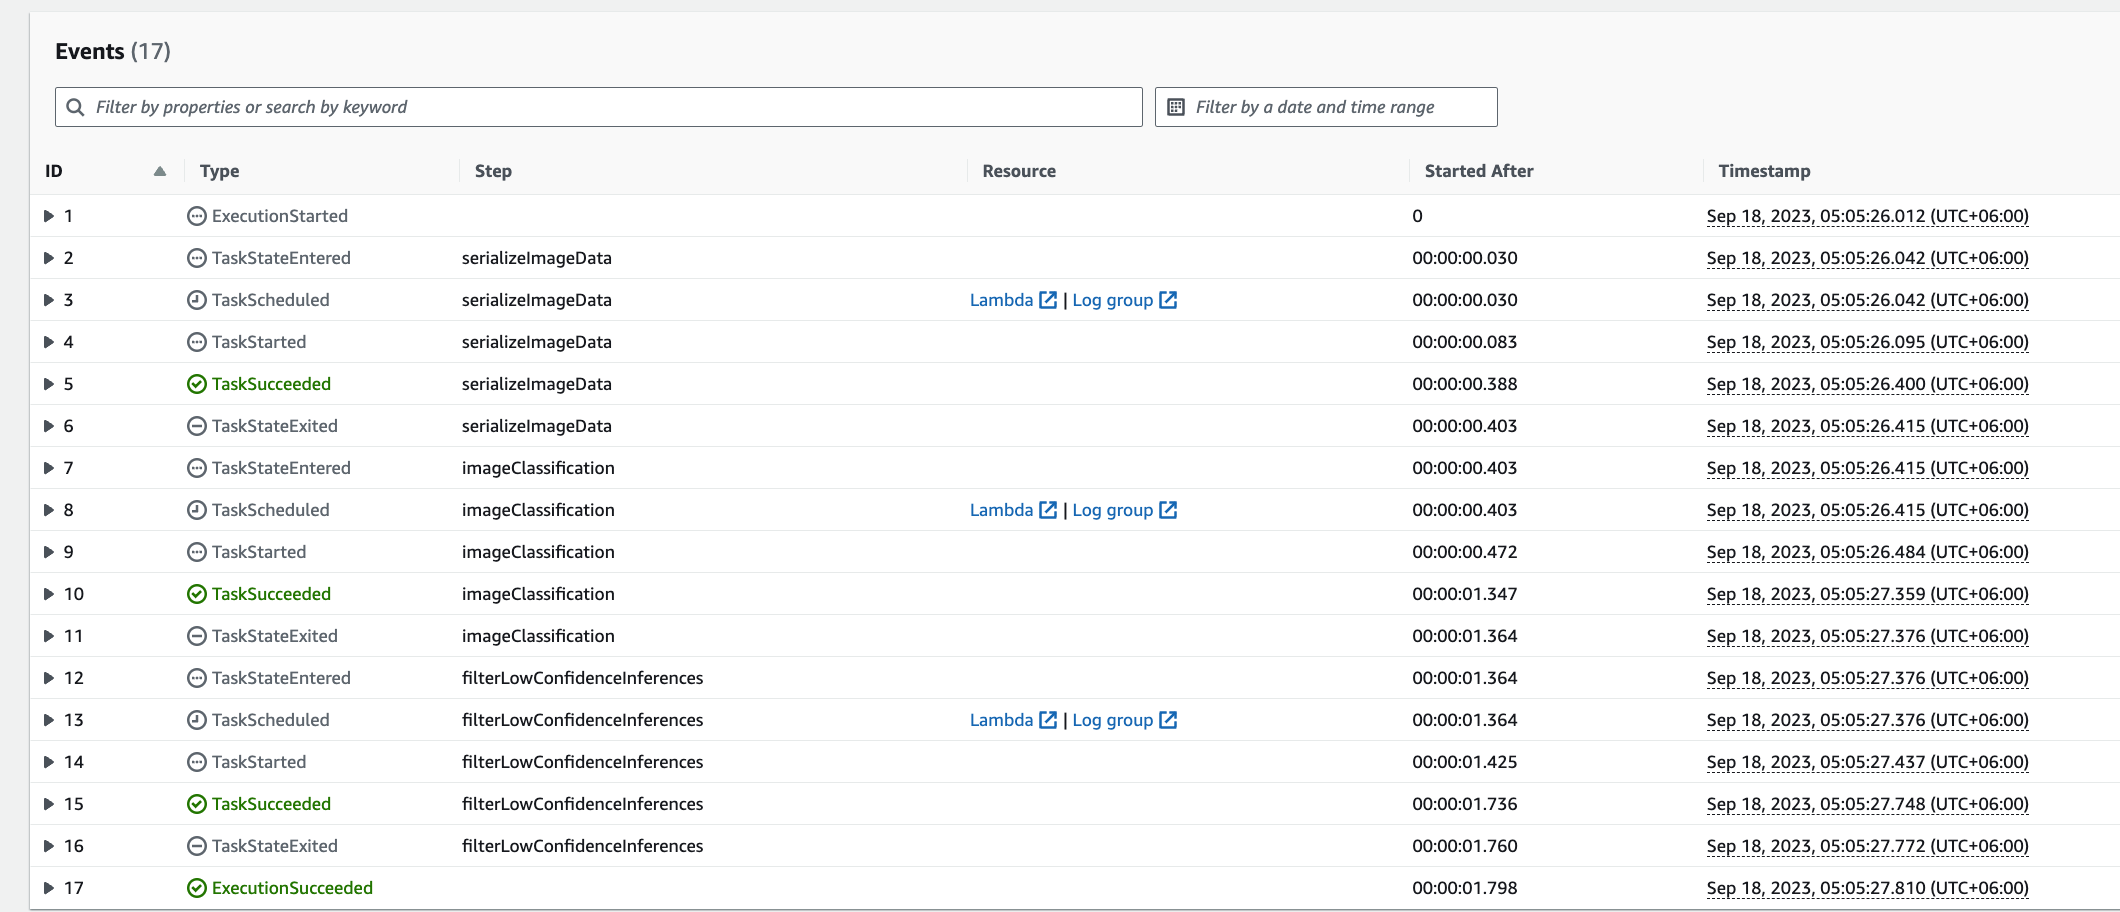 Events (17)
Filter by properties or search by keyword Filter by a date and time range
ID Type Step Resource Started After Timestamp
1 ExecutionStarted 0 Sep 18, 2023, 05:05:26.012 (UTC+06:00)
2 TaskStateEntered serializeImageData 00:00:00.030 Sep 18, 2023, 05:05:26.042 (UTC+06:00)
3 TaskScheduled serializeImageData Lambda | Log group 00:00:00.030 Sep 18, 2023, 05:05:26.042 (UTC+06:00)
4 TaskStarted serializeImageData 00:00:00.083 Sep 18, 2023, 05:05:26.095 (UTC+06:00)
5 TaskSucceeded serializeImageData 00:00:00.388 Sep 18, 2023, 05:05:26.400 (UTC+06:00)
6 TaskStateExited serializeImageData 00:00:00.403 Sep 18, 2023, 05:05:26.415 (UTC+06:00)
7 TaskStateEntered imageClassification 00:00:00.403 Sep 18, 2023, 05:05:26.415 (UTC+06:00)
8 TaskScheduled imageClassification Lambda | Log group 00:00:00.403 Sep 18, 2023, 05:05:26.415 (UTC+06:00)
9 TaskStarted imageClassification 00:00:00.472 Sep 18, 2023, 05:05:26.484 (UTC+06:00)
10 TaskSucceeded imageClassification 00:00:01.347 Sep 18, 2023, 05:05:27.359 (UTC+06:00)
11 TaskStateExited imageClassification 00:00:01.364 Sep 18, 2023, 05:05:27.376 (UTC+06:00)
12 TaskStateEntered filterLowConfidenceInferences 00:00:01.364 Sep 18, 2023, 05:05:27.376 (UTC+06:00)
13 TaskScheduled filterLowConfidenceInferences Lambda | Log group 00:00:01.364 Sep 18, 2023, 05:05:27.376 (UTC+06:00)
14 TaskStarted filterLowConfidenceInferences 00:00:01.425 Sep 18, 2023, 05:05:27.437 (UTC+06:00)
15 TaskSucceeded filterLowConfidenceInferences 00:00:01.736 Sep 18, 2023, 05:05:27.748 (UTC+06:00)
16 TaskStateExited filterLowConfidenceInferences 00:00:01.760 Sep 18, 2023, 05:05:27.772 (UTC+06:00)
17 ExecutionSucceeded 00:00:01.798 Sep 18, 2023, 05:05:27.810 (UTC+06:00)